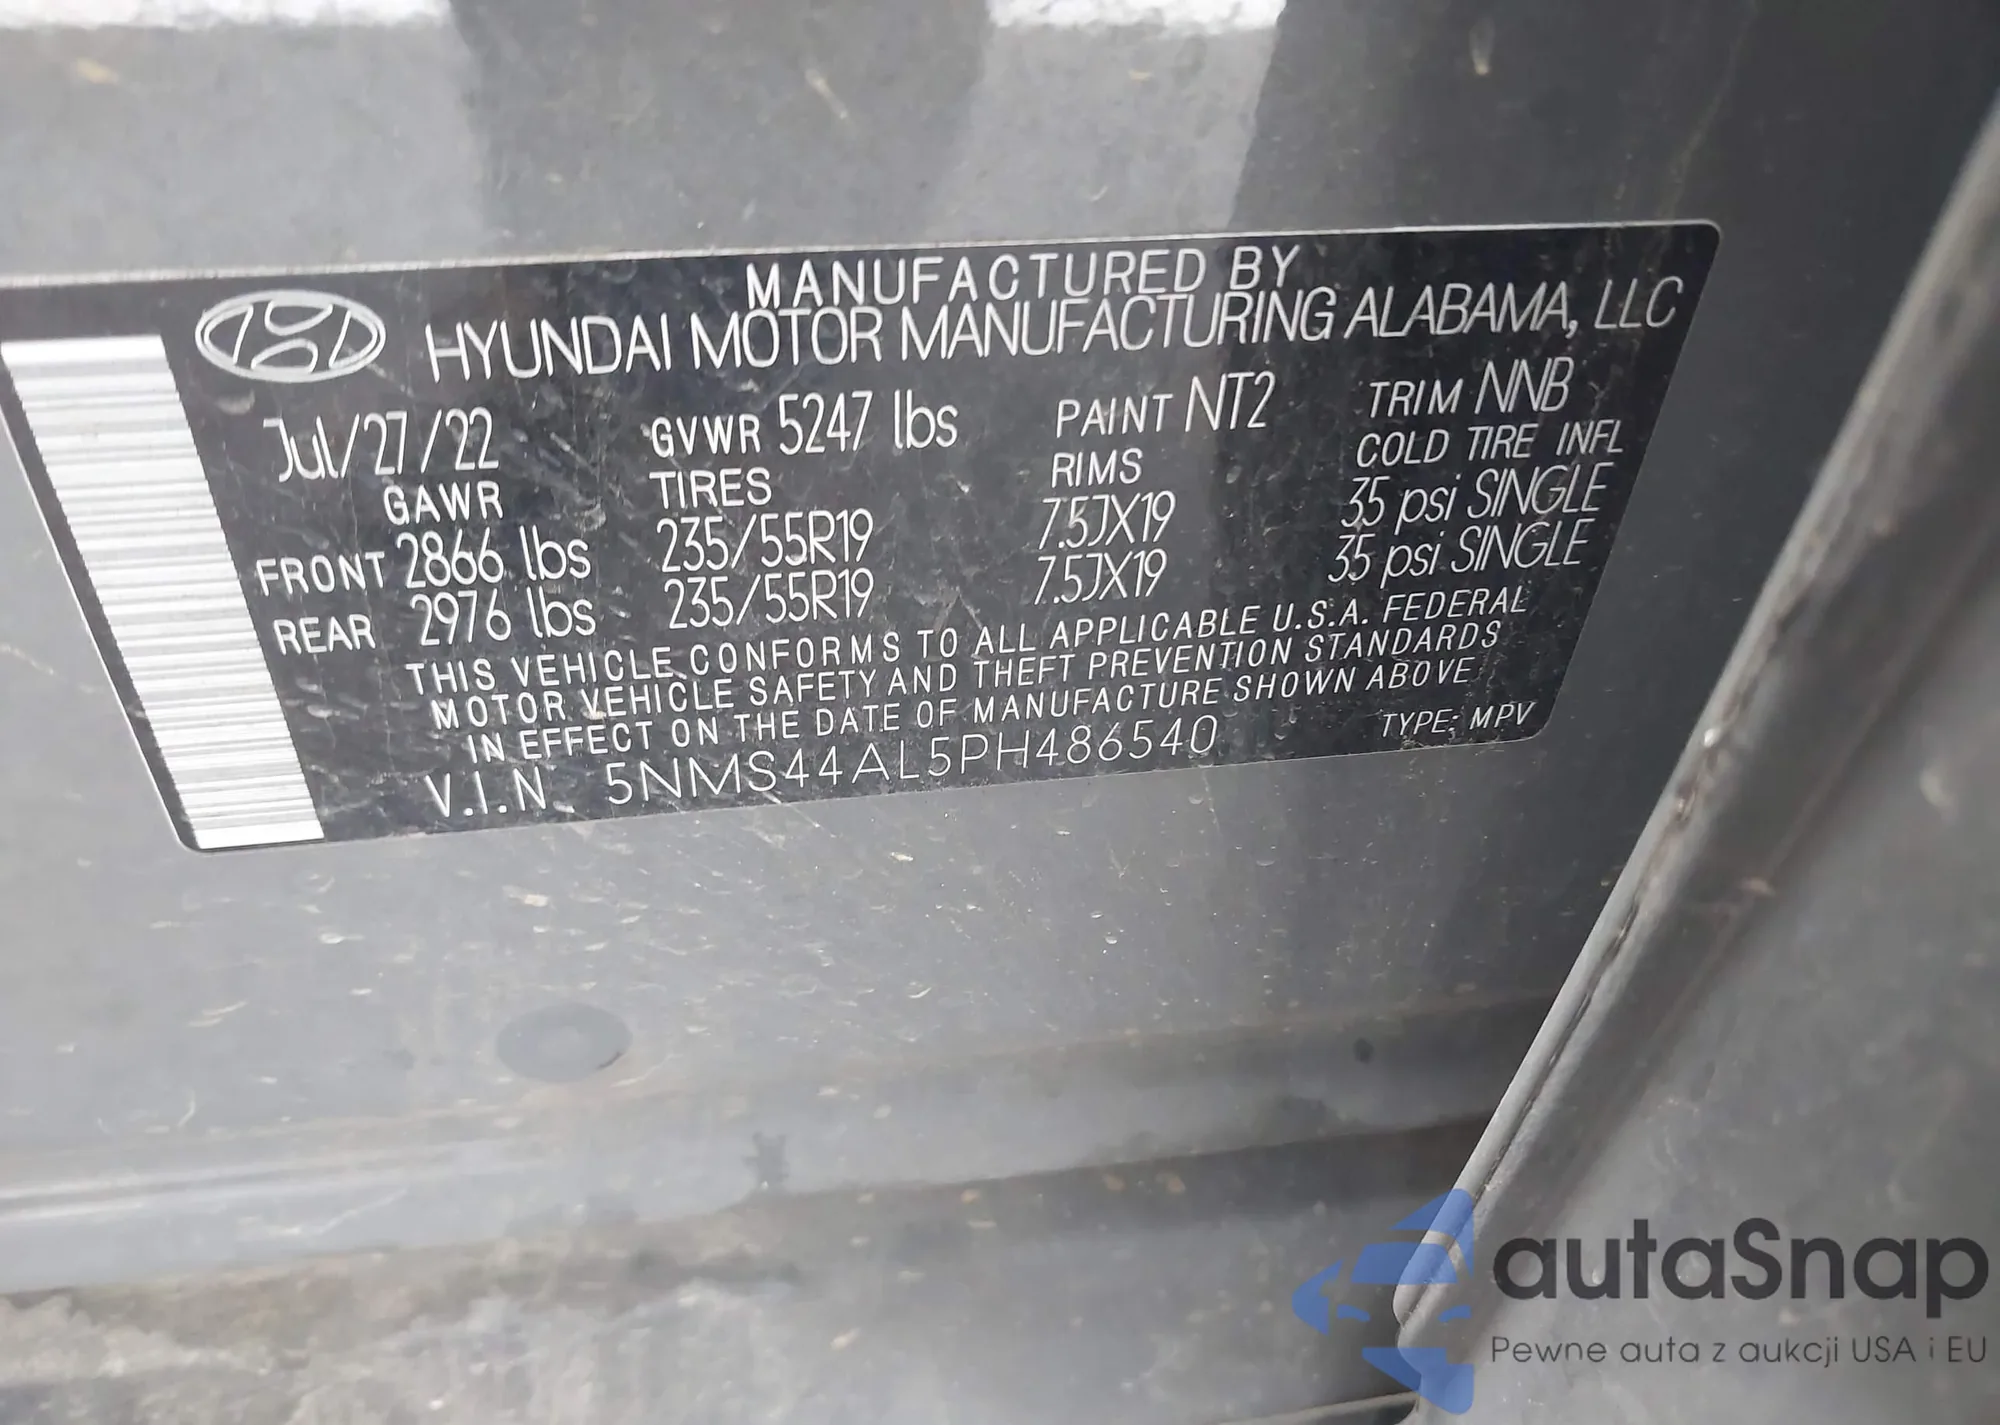 MANUFACTURED BY
HYUNDAI MOTOR MANUFACTURING ALABAMA, LLC
Jul/27/22 GVWR 5247 lbs PAINT NT2 TRIM NNB
GAWR TIRES RIMS COLD TIRE INFL
FRONT 2866 lbs 235/55R19 7.5JX19 35 psi SINGLE
REAR 2976 lbs 235/55R19 7.5JX19 35 psi SINGLE
THIS VEHICLE CONFORMS TO ALL APPLICABLE U.S.A. FEDERAL
MOTOR VEHICLE SAFETY AND THEFT PREVENTION STANDARDS
IN EFFECT ON THE DATE OF MANUFACTURE SHOWN ABOVE
V.I.N. 5NMS44AL5PH486540 TYPE: MPV
autaSnap
Pewne auta z aukcji USA i EU